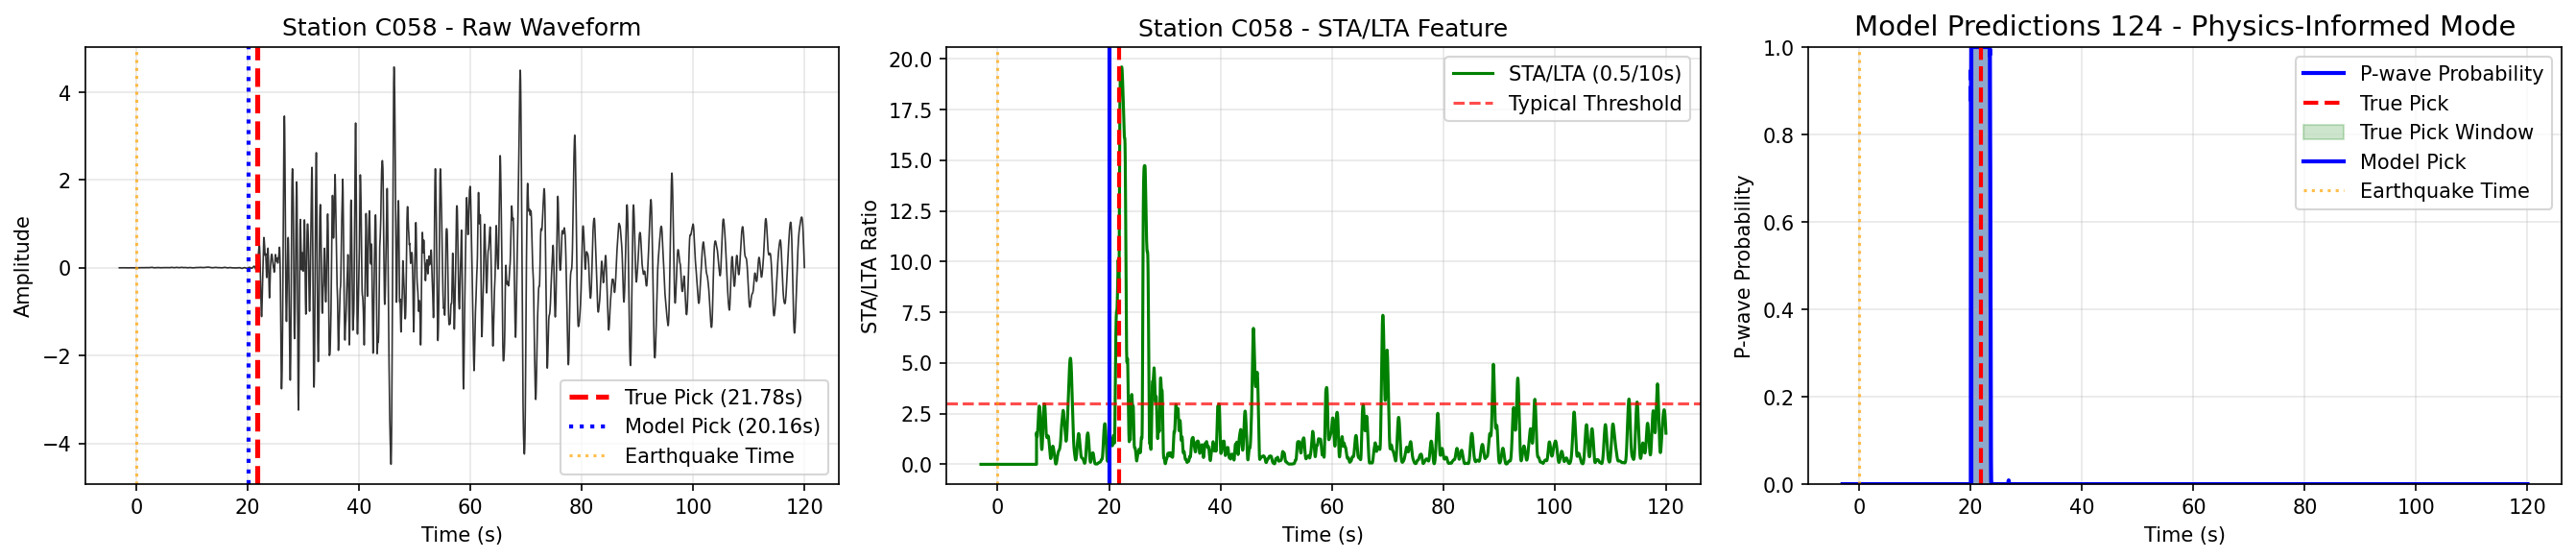 Station C058 - Raw Waveform
Amplitude
4
2
0
−2
−4
True Pick (21.78s)
Model Pick (20.16s)
Earthquake Time
0
20
40
60
80
100
120
Time (s)
Station C058 - STA/LTA Feature
STA/LTA Ratio
20.0
17.5
15.0
12.5
10.0
7.5
5.0
2.5
0.0
STA/LTA (0.5/10s)
Typical Threshold
0
20
40
60
80
100
120
Time (s)
Model Predictions 124 - Physics-Informed Mode
P-wave Probability
1.0
0.8
0.6
0.4
0.2
0.0
P-wave Probability
True Pick
True Pick Window
Model Pick
Earthquake Time
0
20
40
60
80
100
120
Time (s)